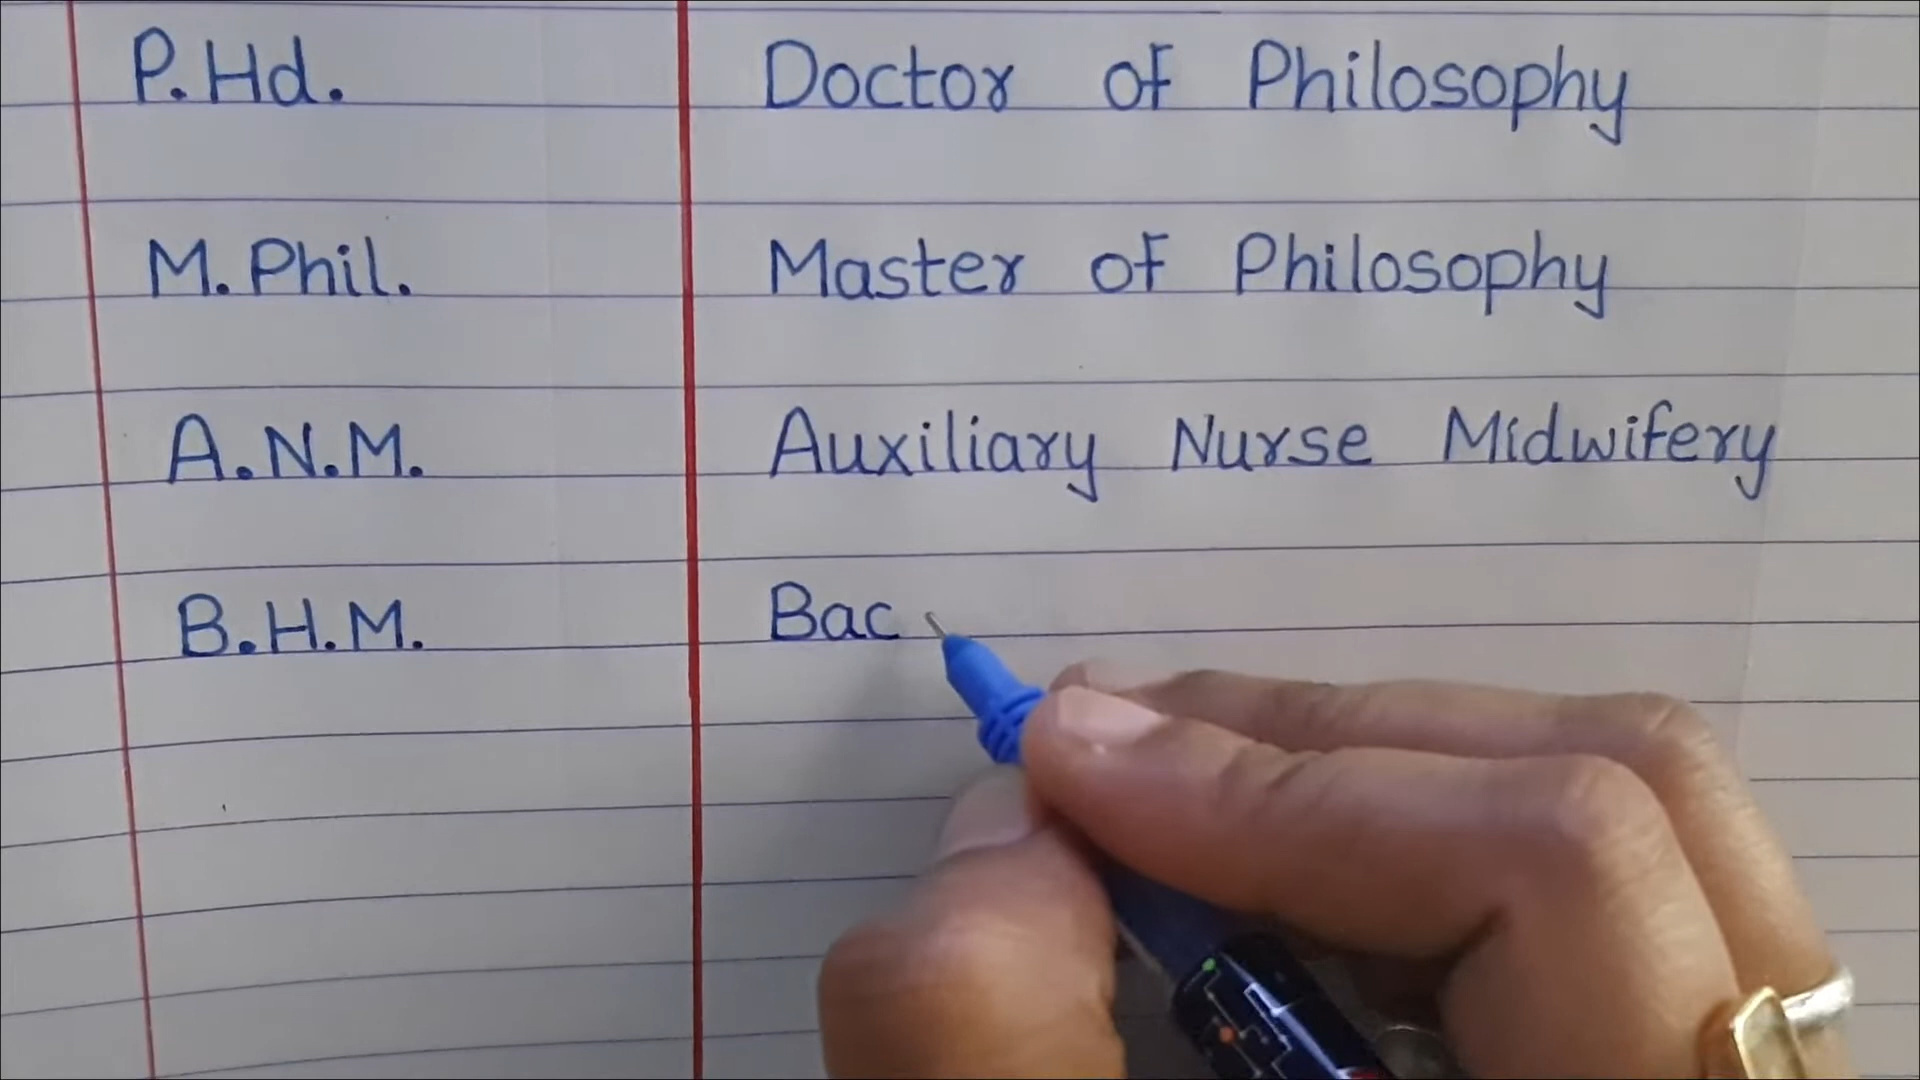 P.Hd. Doctor of Philosophy
M.Phil. Master of Philosophy
A.N.M. Auxiliary Nurse Midwifery
B.H.M. Bac